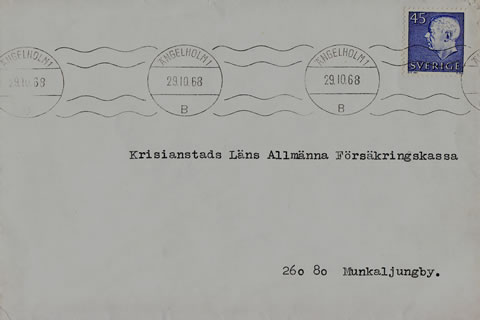 45
SVERIGE
ÄNGELHOLM 1
29.10.68
B
ÄNGELHOLM 1
29.10.68
B
ÄNGELHOLM 1
29.10.68
B
Krisianstads Läns Allmänna Försäkringskassa
26o 8o Munkaljungby.